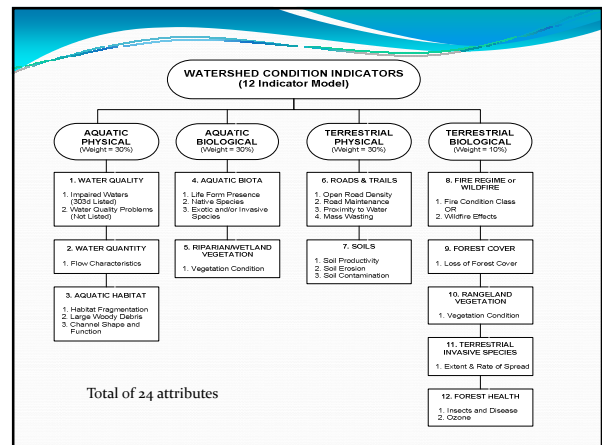 WATERSHED CONDITION INDICATORS
(12 Indicator Model)
AQUATIC
PHYSICAL
(Weight = 30%)
1. WATER QUALITY
1. Impaired Waters
(303d Listed)
2. Water Quality Problems
(Not Listed)
2. WATER QUANTITY
1. Flow Characteristics
3. AQUATIC HABITAT
1. Habitat Fragmentation
2. Large Woody Debris
3. Channel Shape and
Function
AQUATIC
BIOLOGICAL
(Weight = 30%)
4. AQUATIC BIOTA
1. Life Form Presence
2. Native Species
3. Exotic and/or Invasive
Species
5. RIPARIAN/WETLAND
VEGETATION
1. Vegetation Condition
TERRESTRIAL
PHYSICAL
(Weight = 30%)
6. ROADS & TRAILS
1. Open Road Density
2. Road Maintenance
3. Proximity to Water
4. Mass Wasting
7. SOILS
1. Soil Productivity
2. Soil Erosion
3. Soil Contamination
TERRESTRIAL
BIOLOGICAL
(Weight = 10%)
8. FIRE REGIME or
WILDFIRE
1. Fire Condition Class
OR
2. Wildfire Effects
9. FOREST COVER
1. Loss of Forest Cover
10. RANGELAND
VEGETATION
1. Vegetation Condition
11. TERRESTRIAL
INVASIVE SPECIES
1. Extent & Rate of Spread
12. FOREST HEALTH
1. Insects and Disease
2. Ozone
Total of 24 attributes